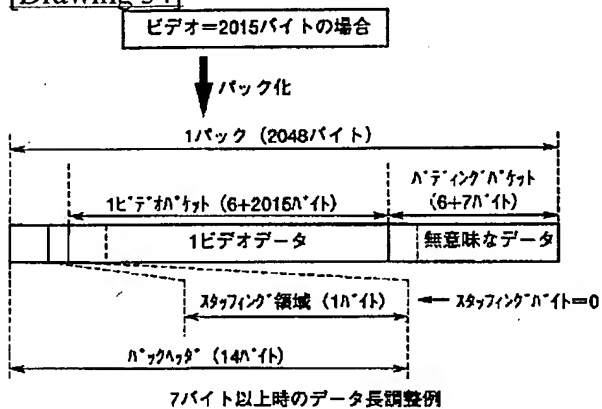 ビデオ=2015バイトの場合
パック化
1パック (2048バイト)
パディングパケット
(6+7バイト)
1ビデオパケット (6+2015バイト)
1ビデオデータ
無意味なデータ
スタッフィング領域 (1バイト)
スタッフィングバイト=0
パックヘッダ (14バイト)
7バイト以上時のデータ長調整例